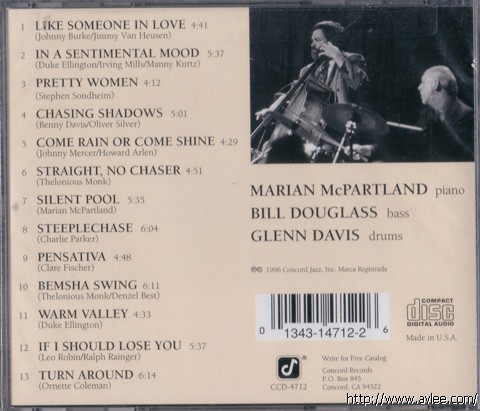 1 LIKE SOMEONE IN LOVE 4:41
(Johnny Burke/Jimmy Van Heusen)
2 IN A SENTIMENTAL MOOD 5:37
(Duke Ellington/Irving Mills/Manny Kurtz)
3 PRETTY WOMEN 4:12
(Stephen Sondheim)
4 CHASING SHADOWS 5:01
(Benny Davis/Oliver Silver)
5 COME RAIN OR COME SHINE 4:29
(Johnny Mercer/Howard Arlen)
6 STRAIGHT, NO CHASER 4:51
(Thelonious Monk)
7 SILENT POOL 5:35
(Marian McPartland)
8 STEEPLECHASE 6:04
(Charlie Parker)
9 PENSATIVA 4:48
(Clare Fischer)
10 BEMSHA SWING 6:11
(Thelonious Monk/Denzel Best)
11 WARM VALLEY 4:33
(Duke Ellington)
12 IF I SHOULD LOSE YOU 5:37
(Leo Robin/Ralph Rainger)
13 TURN AROUND 6:14
(Ornette Coleman)
MARIAN McPARTLAND piano
BILL DOUGLASS bass
GLENN DAVIS drums
℗© 1996 Concord Jazz, Inc. Marca Registrada
0 1343-14712-2 6
COMPACT
disc
DIGITAL AUDIO
Made in U.S.A.
CCD-4712
Write for Free Catalog
Concord Records
P.O. Box 845
Concord, CA 94522
http://www.avlee.com/